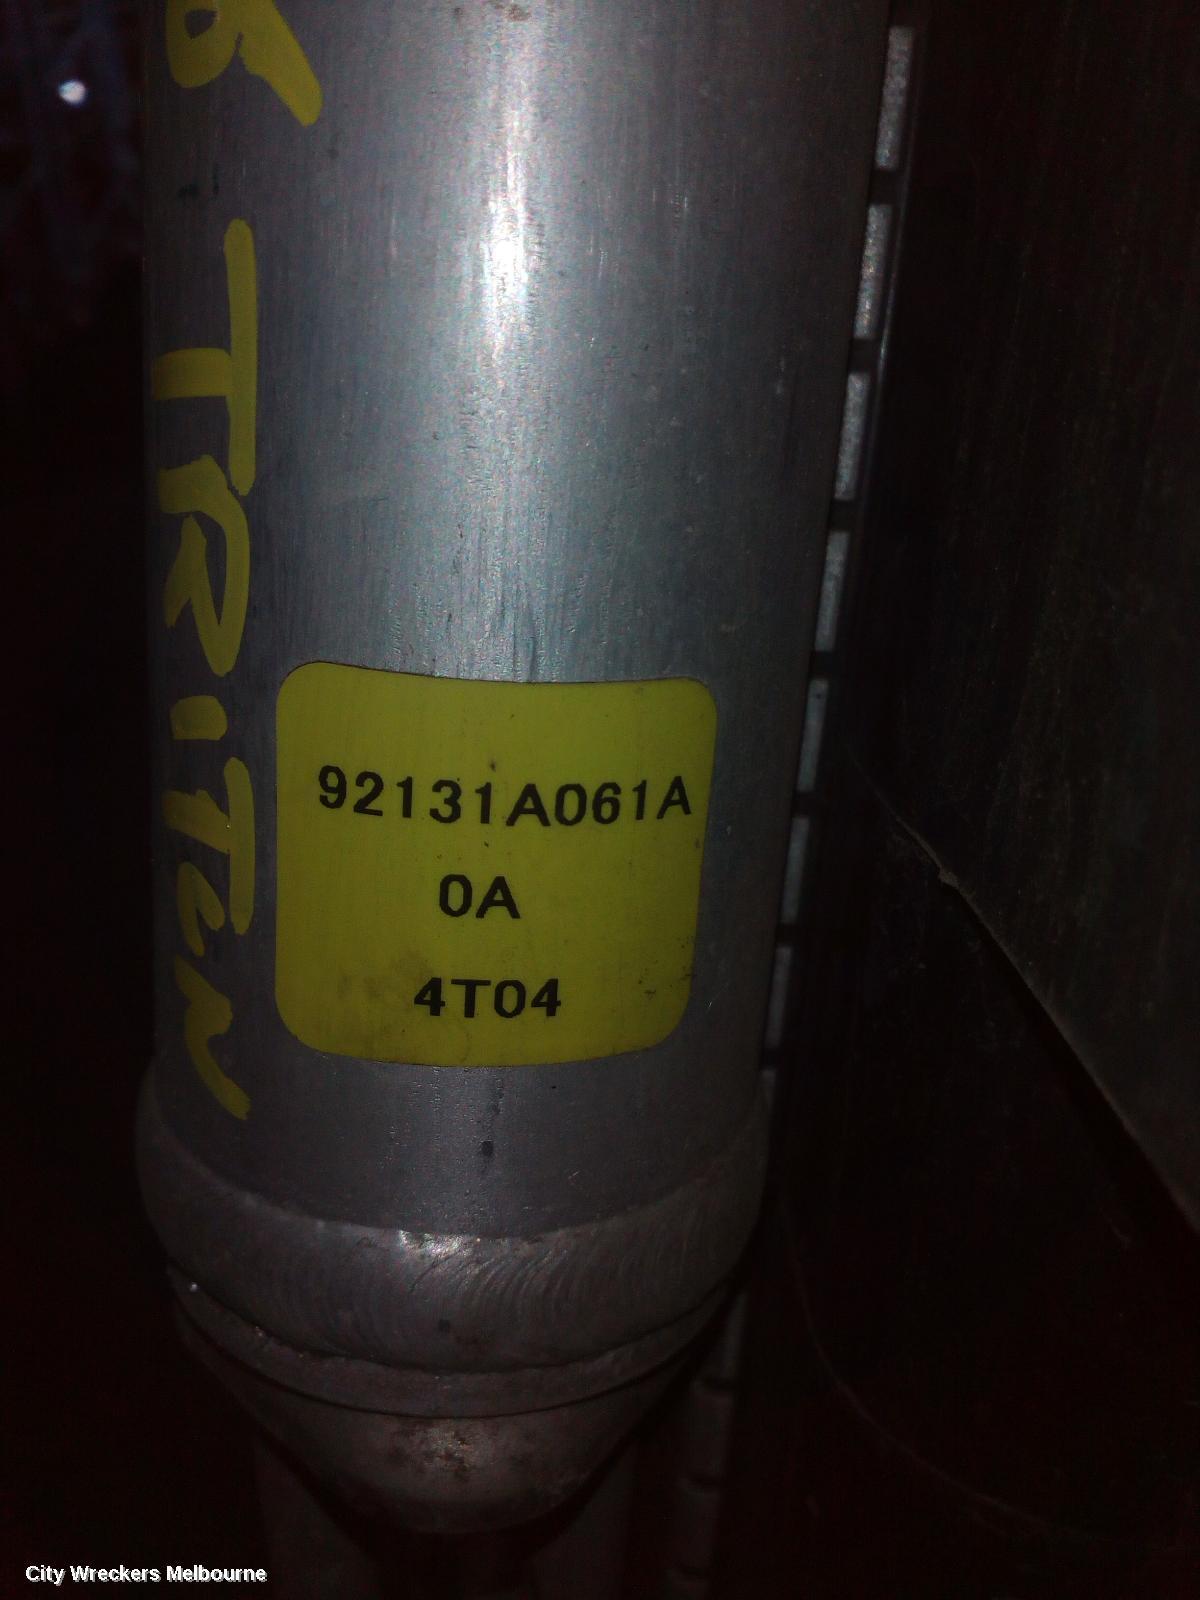 TRITON
92131A061A
0A
4T04
City Wreckers Melbourne